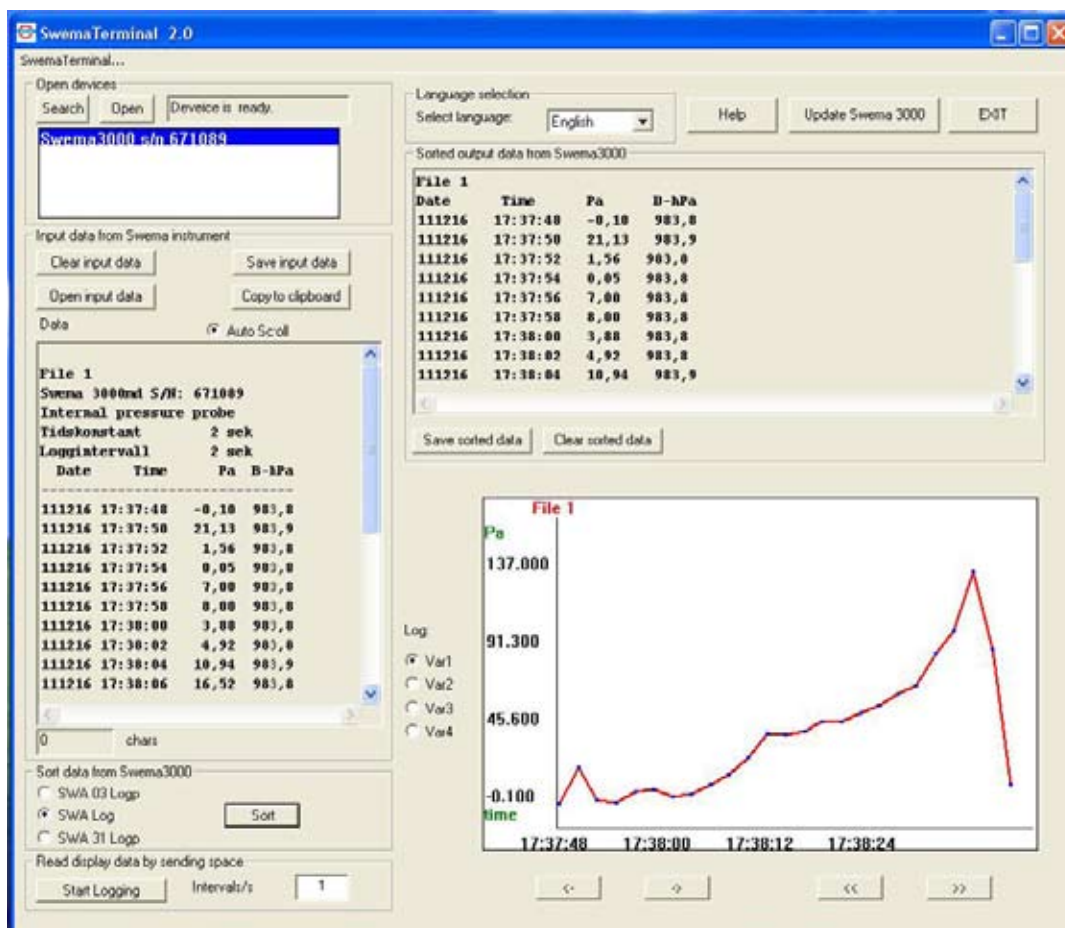 SwemaTerminal 2.0
SwemaTerminal...
Open devices
Search
Open
Deveice is ready.
Swema3000 s/n 671089
Language selection
Select language:
English
Help
Update Swema 3000
EXIT
Input data from Swema instrument
Clear input data
Save input data
Open input data
Copy to clipboard
Data
Auto Scroll
File 1
Swema 3000md S/N: 671089
Internal pressure probe
Tidskonstant 2 sek
Loggintervall 2 sek
Date Time Pa B-hPa
------------------------------
111216 17:37:48 -0,10 983,8
111216 17:37:50 21,13 983,9
111216 17:37:52 1,56 983,8
111216 17:37:54 0,05 983,8
111216 17:37:56 7,00 983,8
111216 17:37:58 8,00 983,8
111216 17:38:00 3,88 983,8
111216 17:38:02 4,92 983,8
111216 17:38:04 10,94 983,9
111216 17:38:06 16,52 983,8
0
chars
Sort data from Swema3000
SWA 03 Logp
SWA Log
SWA 31 Logp
Sort
Read display data by sending space
Start Logging
Intervals/s
1
Sorted output data from Swema3000
File 1
Date Time Pa B-hPa
111216 17:37:48 -0,10 983,8
111216 17:37:50 21,13 983,9
111216 17:37:52 1,56 983,8
111216 17:37:54 0,05 983,8
111216 17:37:56 7,00 983,8
111216 17:37:58 8,00 983,8
111216 17:38:00 3,88 983,8
111216 17:38:02 4,92 983,8
111216 17:38:04 10,94 983,9
Save sorted data
Clear sorted data
Log
Var1
Var2
Var3
Var4
File 1
Pa
137.000
91.300
45.600
-0.100
time
17:37:48 17:38:00 17:38:12 17:38:24
<-
->
<<
>>